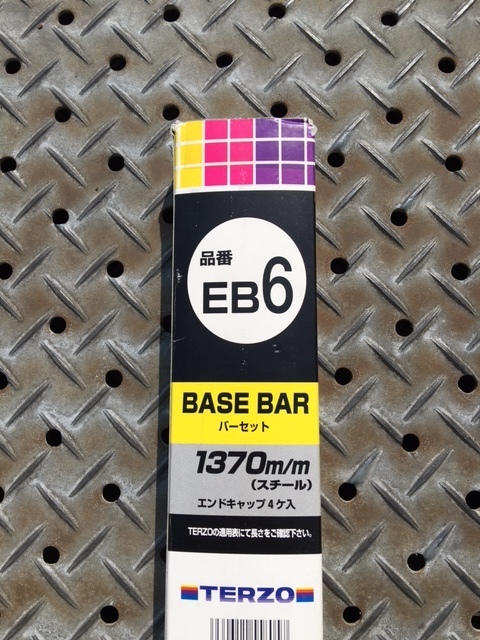 品番
EB6
BASE BAR
バーセット
1370m/m
(スチール)
エンドキャップ4ケ入
TERZOの適用表にて長さをご確認下さい。
TERZO